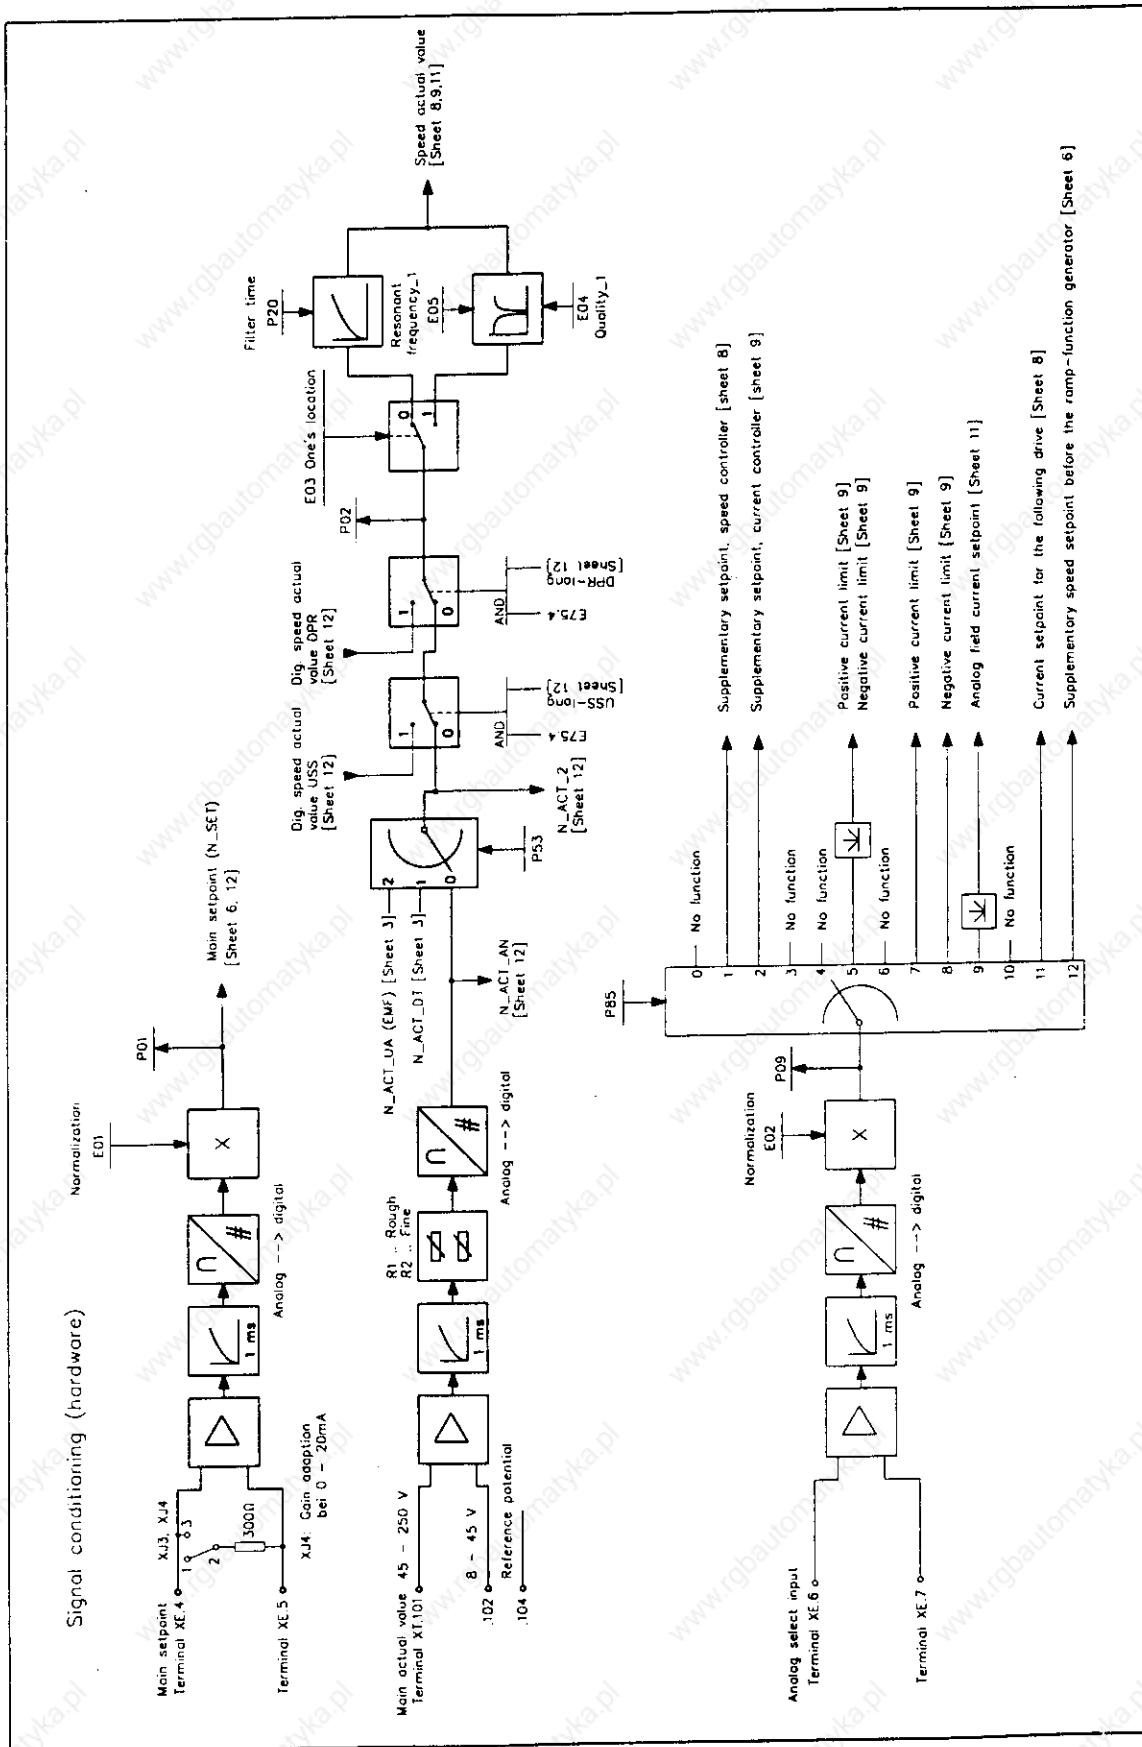 Signal conditioning (hardware)
Main setpoint
Terminal XE.4
XJ3, XJ4
1
3
2
300Ω
Terminal XE.5
XJ4: Gain adaption
bei 0 - 20mA
1 ms
∩
#
Analog --> digital
Normalization
E01
X
P01
Main setpoint (N_SET)
[Sheet 6, 12]
Main actual value 45 - 250 V
Terminal XT.101
8 - 45 V
.102
Reference potential
.104
1 ms
R1 .. Rough
R2 .. Fine
∩
#
Analog --> digital
N_ACT_UA (EMF) [Sheet 3]
N_ACT_DT [Sheet 3]
2
1
0
N_ACT_AN
[Sheet 12]
P53
N_ACT_2
[Sheet 12]
Dig. speed actual
value USS
[Sheet 12]
1
0
AND
E75.4
USS-long
[Sheet 12]
Dig. speed actual
value DPR
[Sheet 12]
1
0
AND
E75.4
DPR-long
[Sheet 12]
P02
E03 One's location
0
1
Filter time
P20
Resonant
frequency_1
E05
E04
Quality_1
Speed actual value
[Sheet 8,9,11]
Analog select input
Terminal XE.6
Terminal XE.7
1 ms
∩
#
Analog --> digital
Normalization
E02
X
P09
P85
0
No function
1
Supplementary setpoint, speed controller [sheet 8]
2
Supplementary setpoint, current controller [sheet 9]
3
No function
4
No function
5
Positive current limit [Sheet 9]
Negative current limit [Sheet 9]
6
No function
7
Positive current limit [Sheet 9]
8
Negative current limit [Sheet 9]
9
Analog field current setpoint [Sheet 11]
10
No function
11
Current setpoint for the following drive [Sheet 8]
12
Supplementary speed setpoint before the ramp-function generator [Sheet 6]
www.rgbautomatyka.pl